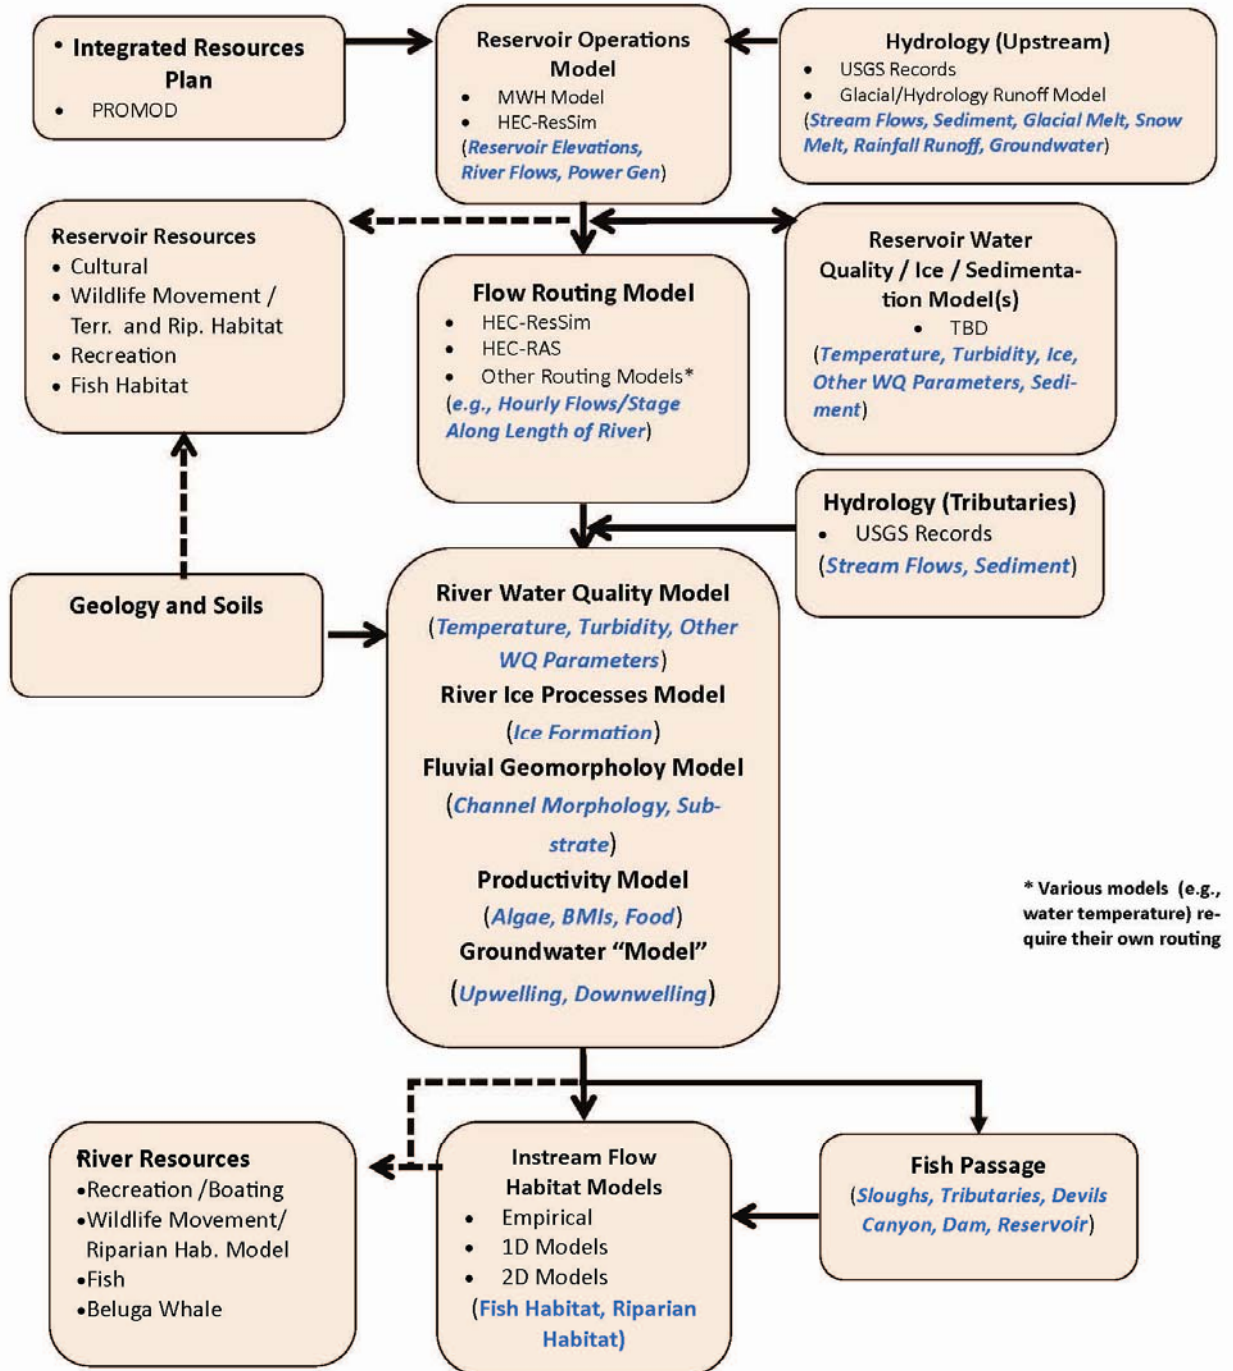 • Integrated Resources
Plan
• PROMOD
Reservoir Operations
Model
• MWH Model
• HEC-ResSim
(Reservoir Elevations,
River Flows, Power Gen)
Hydrology (Upstream)
• USGS Records
• Glacial/Hydrology Runoff Model
(Stream Flows, Sediment, Glacial Melt, Snow
Melt, Rainfall Runoff, Groundwater)
Reservoir Resources
• Cultural
• Wildlife Movement /
Terr. and Rip. Habitat
• Recreation
• Fish Habitat
Flow Routing Model
• HEC-ResSim
• HEC-RAS
• Other Routing Models*
(e.g., Hourly Flows/Stage
Along Length of River)
Reservoir Water
Quality / Ice / Sedimenta-
tion Model(s)
• TBD
(Temperature, Turbidity, Ice,
Other WQ Parameters, Sedi-
ment)
Hydrology (Tributaries)
• USGS Records
(Stream Flows, Sediment)
Geology and Soils
River Water Quality Model
(Temperature, Turbidity, Other
WQ Parameters)
River Ice Processes Model
(Ice Formation)
Fluvial Geomorpholoy Model
(Channel Morphology, Sub-
strate)
Productivity Model
(Algae, BMIs, Food)
Groundwater “Model”
(Upwelling, Downwelling)
* Various models (e.g.,
water temperature) re-
quire their own routing
River Resources
•Recreation /Boating
•Wildlife Movement/
Riparian Hab. Model
•Fish
•Beluga Whale
Instream Flow
Habitat Models
• Empirical
• 1D Models
• 2D Models
(Fish Habitat, Riparian
Habitat)
Fish Passage
(Sloughs, Tributaries, Devils
Canyon, Dam, Reservoir)